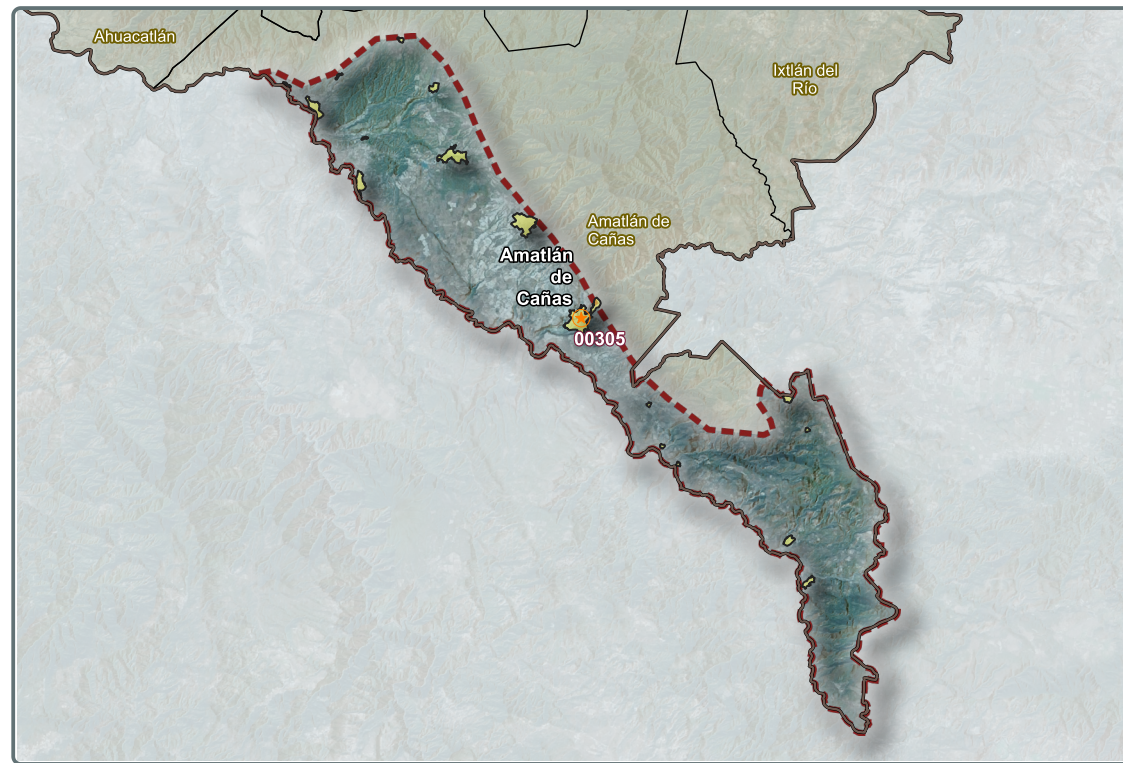 Ahuacatlán
Ixtlán del
Río
Amatlán de
Cañas
Amatlán
de
Cañas
00305